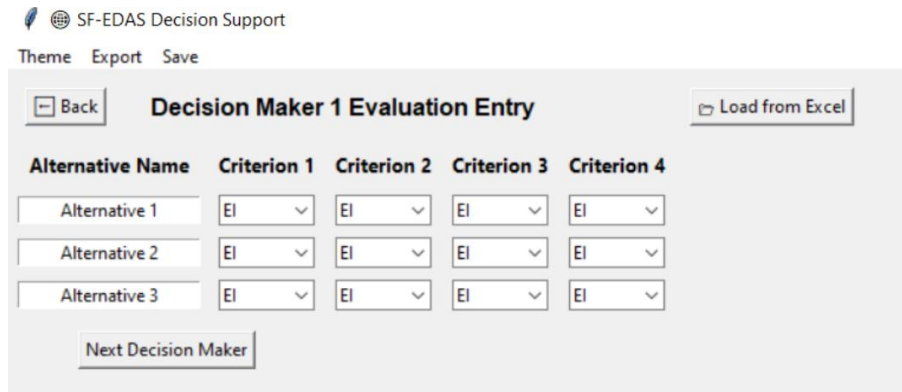 SF-EDAS Decision Support
Theme Export Save
Back Decision Maker 1 Evaluation Entry Load from Excel
Alternative Name Criterion 1 Criterion 2 Criterion 3 Criterion 4
Alternative 1 EI EI EI EI
Alternative 2 EI EI EI EI
Alternative 3 EI EI EI EI
Next Decision Maker